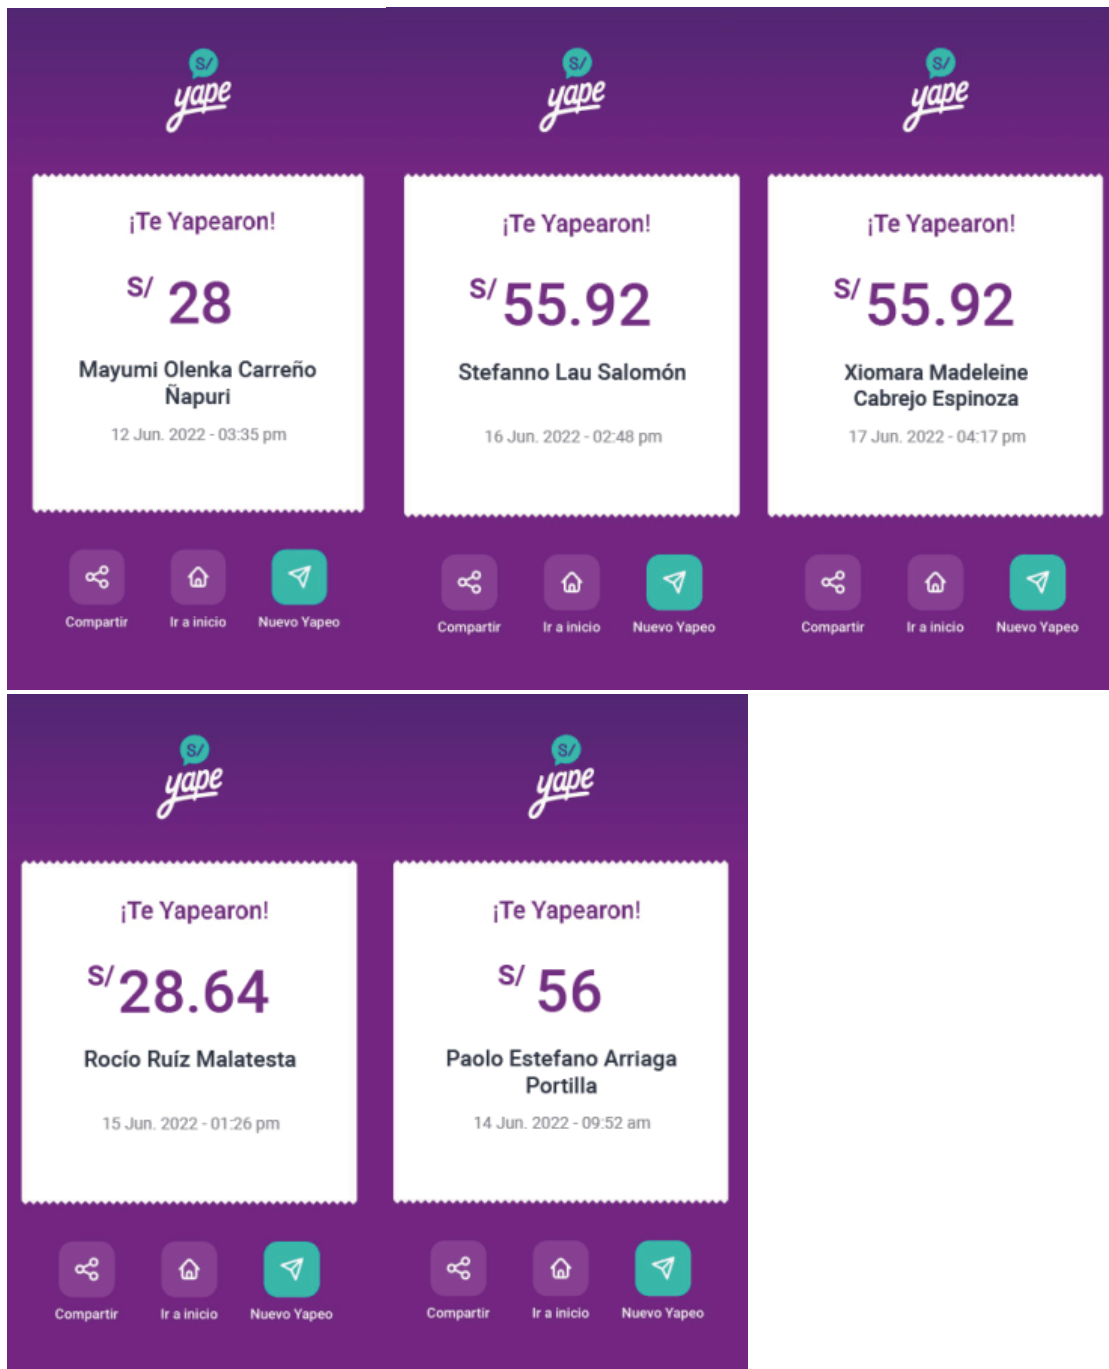 S/
yape
¡Te Yapearon!
S/ 28
Mayumi Olenka Carreño
Ñapuri
12 Jun. 2022 - 03:35 pm
Compartir
Ir a inicio
Nuevo Yapeo
S/
yape
¡Te Yapearon!
S/ 55.92
Stefanno Lau Salomón
16 Jun. 2022 - 02:48 pm
Compartir
Ir a inicio
Nuevo Yapeo
S/
yape
¡Te Yapearon!
S/ 55.92
Xiomara Madeleine
Cabrejo Espinoza
17 Jun. 2022 - 04:17 pm
Compartir
Ir a inicio
Nuevo Yapeo
S/
yape
¡Te Yapearon!
S/ 28.64
Rocío Ruíz Malatesta
15 Jun. 2022 - 01:26 pm
Compartir
Ir a inicio
Nuevo Yapeo
S/
yape
¡Te Yapearon!
S/ 56
Paolo Estefano Arriaga
Portilla
14 Jun. 2022 - 09:52 am
Compartir
Ir a inicio
Nuevo Yapeo